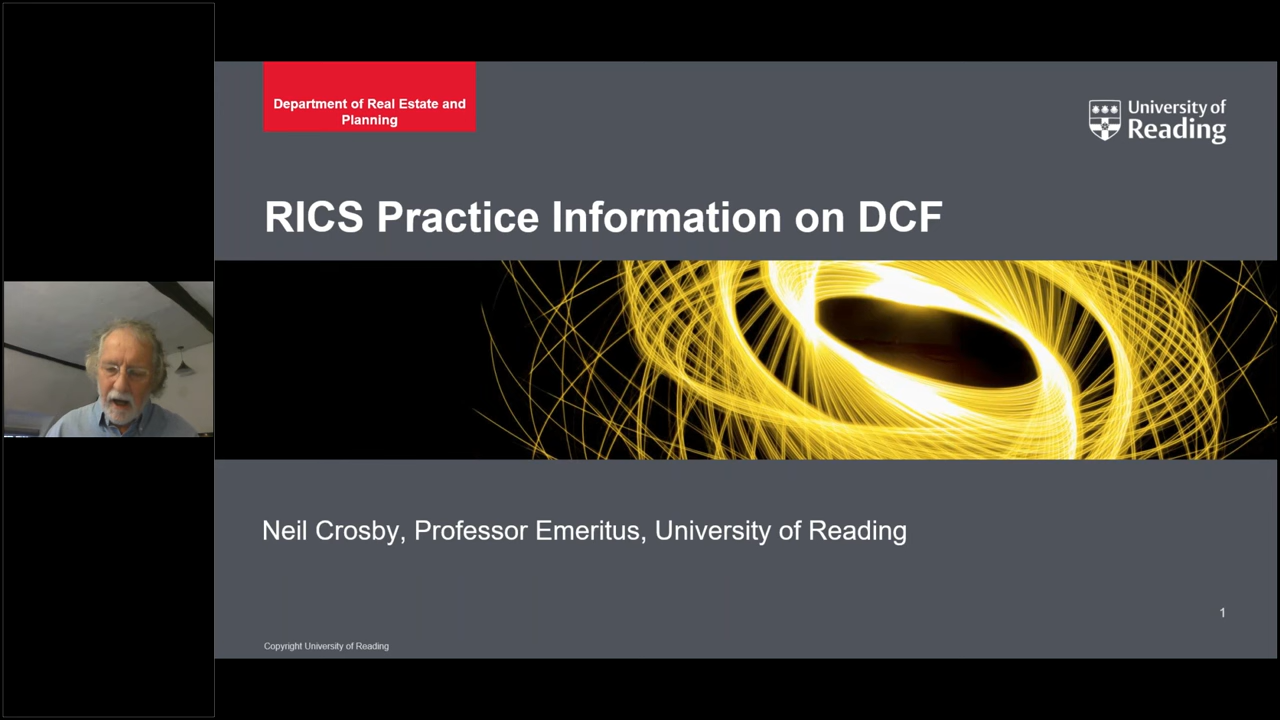 Department of Real Estate and
Planning
University of
Reading
RICS Practice Information on DCF
Neil Crosby, Professor Emeritus, University of Reading
1
Copyright University of Reading